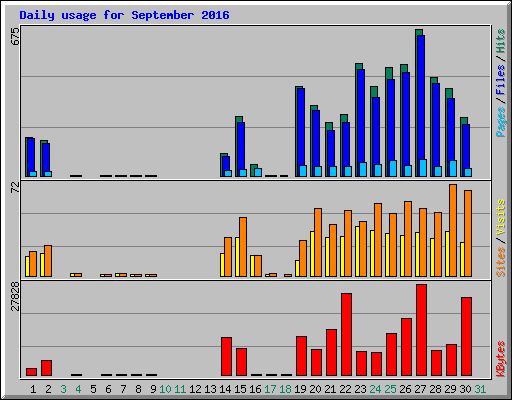 Daily usage for September 2016
675
Pages / Files / Hits
72
Sites / Visits
27828
KBytes
1 2 3 4 5 6 7 8 9 10 11 12 13 14 15 16 17 18 19 20 21 22 23 24 25 26 27 28 29 30 31